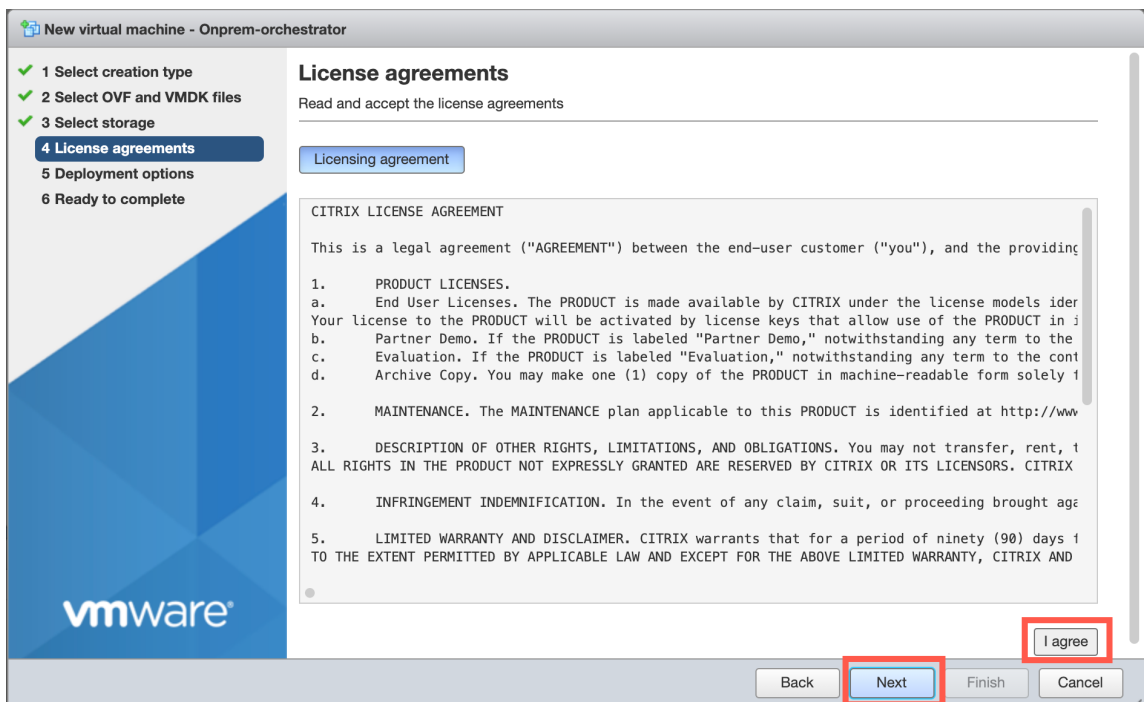 New virtual machine - Onprem-orchestrator
1 Select creation type
2 Select OVF and VMDK files
3 Select storage
4 License agreements
5 Deployment options
6 Ready to complete
vmware®
License agreements
Read and accept the license agreements
Licensing agreement
CITRIX LICENSE AGREEMENT
This is a legal agreement ("AGREEMENT") between the end-user customer ("you"), and the providing
1. PRODUCT LICENSES.
a. End User Licenses. The PRODUCT is made available by CITRIX under the license models
Your license to the PRODUCT will be activated by license keys that allow use of the PRODUCT in
b. Partner Demo. If the PRODUCT is labeled "Partner Demo," notwithstanding any term to the
c. Evaluation. If the PRODUCT is labeled "Evaluation," notwithstanding any term to the
d. Archive Copy. You may make one (1) copy of the PRODUCT in machine-readable form solely
2. MAINTENANCE. The MAINTENANCE plan applicable to this PRODUCT is identified at
3. DESCRIPTION OF OTHER RIGHTS, LIMITATIONS, AND OBLIGATIONS. You may not transfer, rent,
ALL RIGHTS IN THE PRODUCT NOT EXPRESSLY GRANTED ARE RESERVED BY CITRIX OR ITS LICENSORS. CITRIX
4. INFRINGEMENT INDEMNIFICATION. In the event of any claim, suit, or proceeding brought
5. LIMITED WARRANTY AND DISCLAIMER. CITRIX warrants that for a period of ninety (90) days
TO THE EXTENT PERMITTED BY APPLICABLE LAW AND EXCEPT FOR THE ABOVE LIMITED WARRANTY, CITRIX AND
I agree
Back
Next
Finish
Cancel